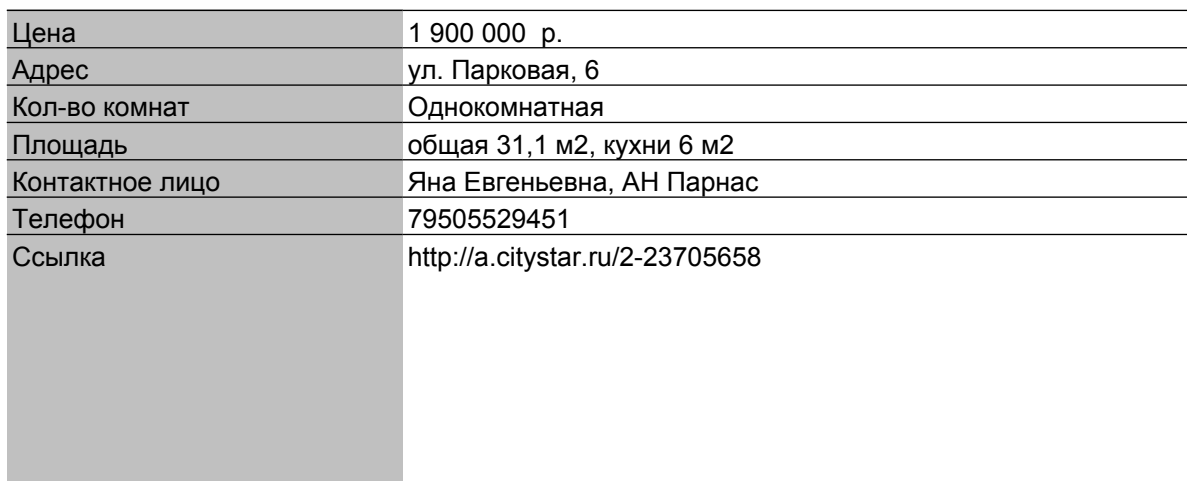 Цена 1 900 000 р.
Адрес ул. Парковая, 6
Кол-во комнат Однокомнатная
Площадь общая 31,1 м2, кухни 6 м2
Контактное лицо Яна Евгеньевна, АН Парнас
Телефон 79505529451
Ссылка http://a.citystar.ru/2-23705658